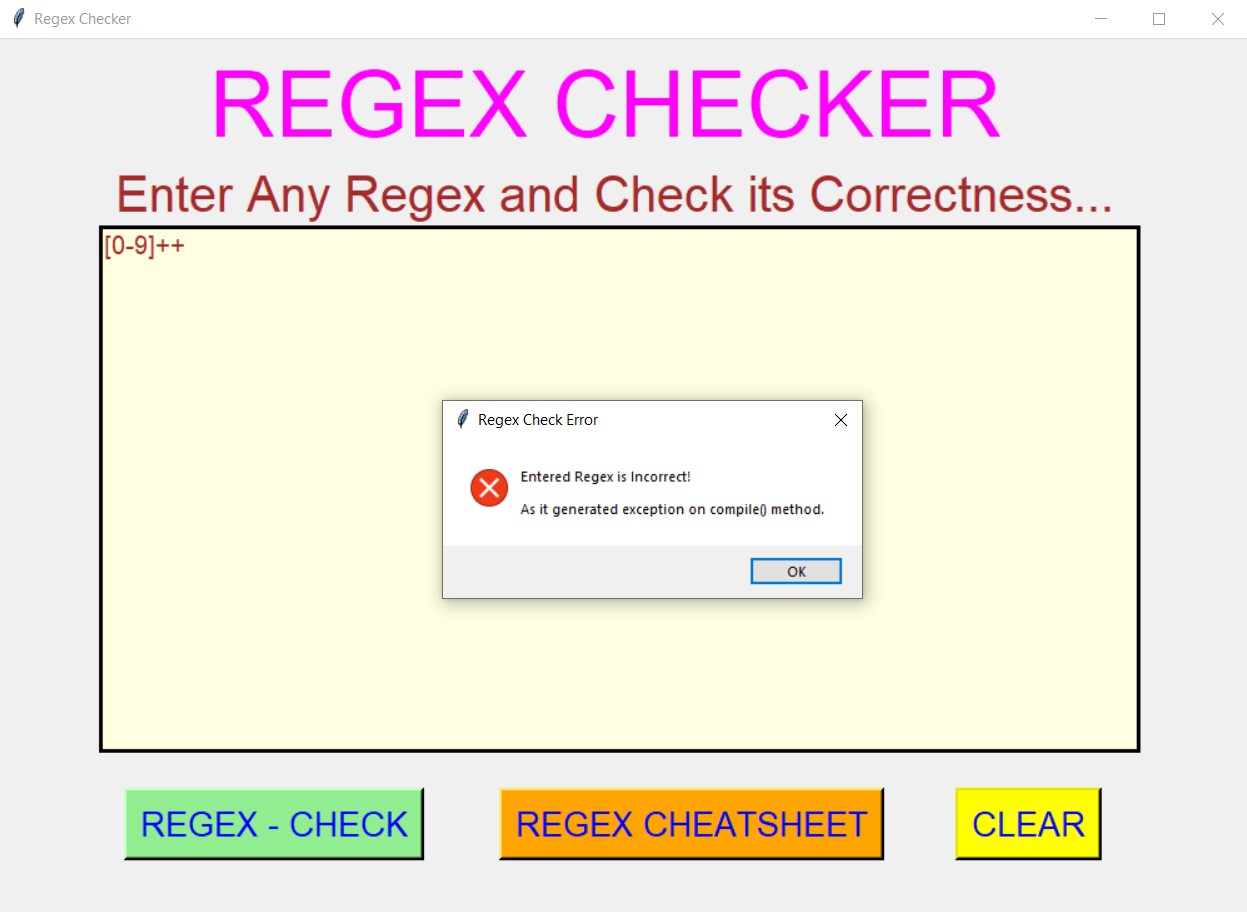 Regex Checker
REGEX CHECKER
Enter Any Regex and Check its Correctness...
[0-9]++
Regex Check Error
Entered Regex is Incorrect!
As it generated exception on compile() method.
OK
REGEX - CHECK
REGEX CHEATSHEET
CLEAR